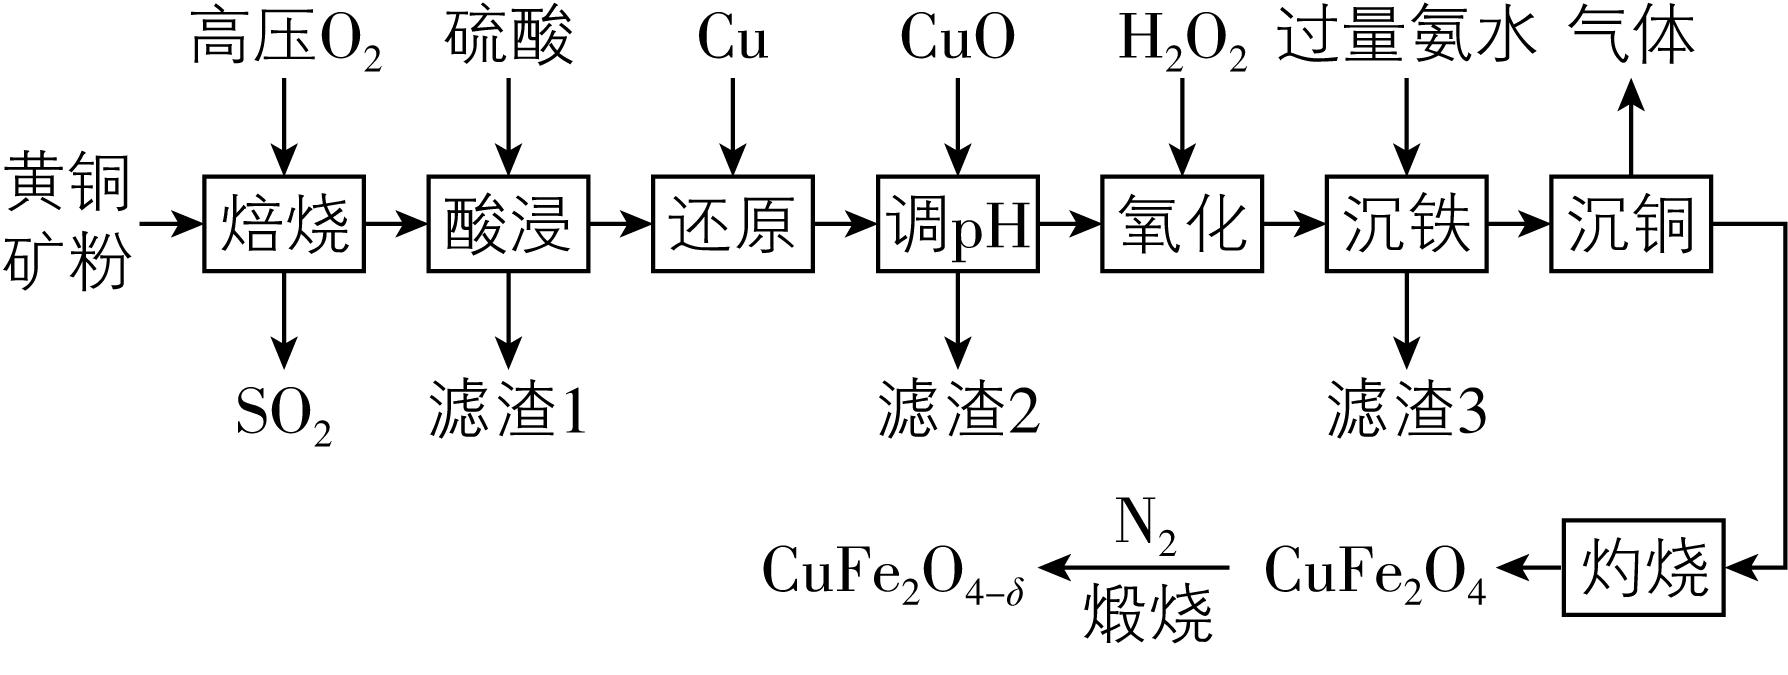 高压O₂ 硫酸 Cu CuO H₂O₂ 过量氨水 气体
黄铜
矿粉
焙烧 酸浸 还原 调pH 氧化 沉铁 沉铜
SO₂ 滤渣1 滤渣2 滤渣3
N₂
CuFe₂O₄₋δ CuFe₂O₄ 灼烧
煅烧